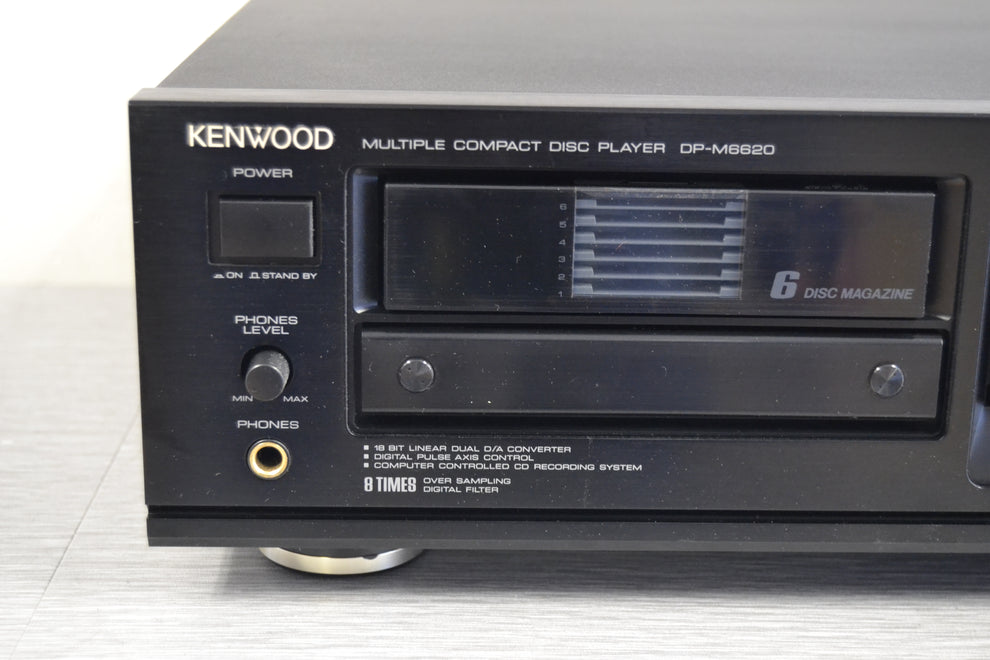 KENWOOD
MULTIPLE COMPACT DISC PLAYER DP-M6620
POWER
ON STAND BY
6
5
4
3
2
1
6 DISC MAGAZINE
PHONES
LEVEL
MIN MAX
PHONES
18 BIT LINEAR DUAL D/A CONVERTER
DIGITAL PULSE AXIS CONTROL
COMPUTER CONTROLLED CD RECORDING SYSTEM
8 TIMES OVER SAMPLING
DIGITAL FILTER